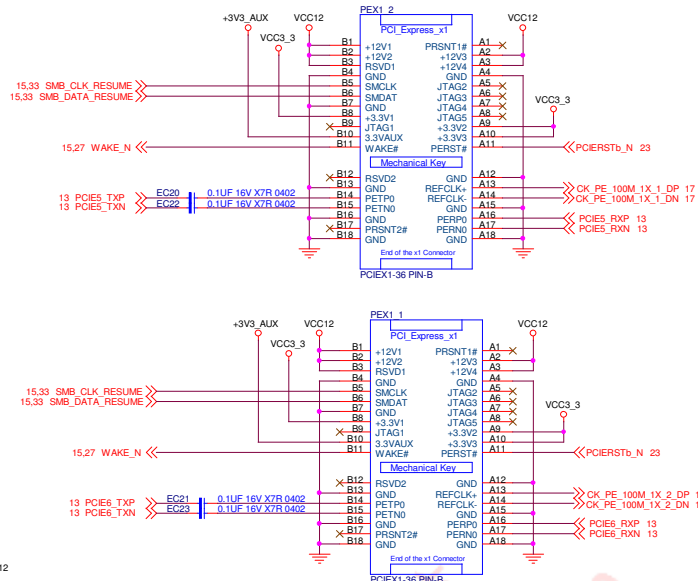 PEX1_2
+3V3_AUX VCC12 VCC12
PCI_Express_x1
VCC3_3
B1 +12V1 PRSNT1# A1
B2 +12V2 +12V3 A2
B3 RSVD1 +12V4 A3
B4 GND GND A4
15,33 SMB_CLK_RESUME B5 SMCLK JTAG2 A5
15,33 SMB_DATA_RESUME B6 SMDAT JTAG3 A6
B7 GND JTAG4 A7 VCC3_3
B8 +3.3V1 JTAG5 A8
B9 JTAG1 +3.3V2 A9
B10 3.3VAUX +3.3V3 A10
15,27 WAKE_N B11 WAKE# PERST# A11 PCIERSTb_N 23
Mechanical Key
B12 RSVD2 GND A12
B13 GND REFCLK+ A13 CK_PE_100M_1X_1_DP 17
13 PCIE5_TXP EC20 0.1UF 16V X7R 0402 B14 PETP0 REFCLK- A14 CK_PE_100M_1X_1_DN 17
13 PCIE5_TXN EC22 0.1UF 16V X7R 0402 B15 PETN0 GND A15
B16 GND PERP0 A16 PCIE5_RXP 13
B17 PRSNT2# PERN0 A17 PCIE5_RXN 13
B18 GND GND A18
End of the x1 Connector
PCIEX1-36 PIN-B
PEX1_1
+3V3_AUX VCC12 VCC12
PCI_Express_x1
VCC3_3
B1 +12V1 PRSNT1# A1
B2 +12V2 +12V3 A2
B3 RSVD1 +12V4 A3
B4 GND GND A4
15,33 SMB_CLK_RESUME B5 SMCLK JTAG2 A5
15,33 SMB_DATA_RESUME B6 SMDAT JTAG3 A6
B7 GND JTAG4 A7 VCC3_3
B8 +3.3V1 JTAG5 A8
B9 JTAG1 +3.3V2 A9
B10 3.3VAUX +3.3V3 A10
15,27 WAKE_N B11 WAKE# PERST# A11 PCIERSTb_N 23
Mechanical Key
B12 RSVD2 GND A12
B13 GND REFCLK+ A13 CK_PE_100M_1X_2_DP
13 PCIE6_TXP EC21 0.1UF 16V X7R 0402 B14 PETP0 REFCLK- A14 CK_PE_100M_1X_2_DN
13 PCIE6_TXN EC23 0.1UF 16V X7R 0402 B15 PETN0 GND A15
B16 GND PERP0 A16 PCIE6_RXP 13
B17 PRSNT2# PERN0 A17 PCIE6_RXN 13
B18 GND GND A18
End of the x1 Connector
12
PCIEX1-36 PIN-B